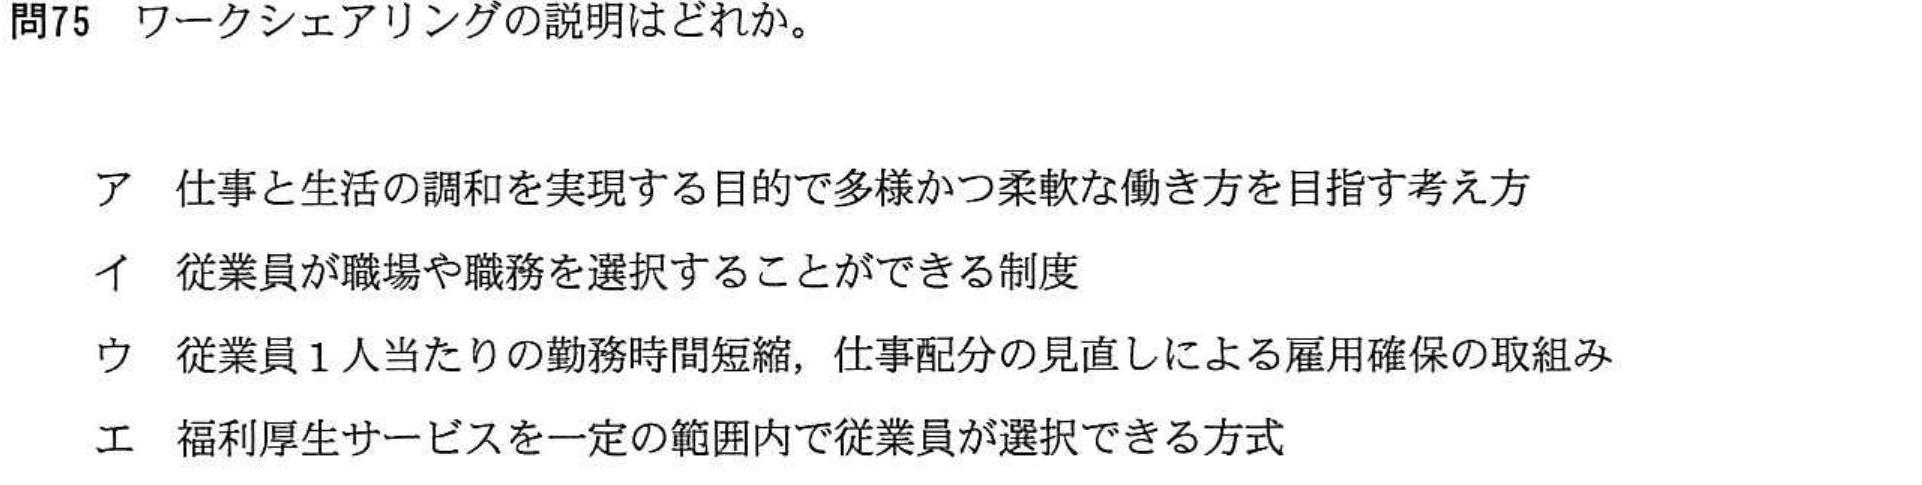 問75　ワークシェアリングの説明はどれか。
ア　仕事と生活の調和を実現する目的で多様かつ柔軟な働き方を目指す考え方
イ　従業員が職場や職務を選択することができる制度
ウ　従業員1人当たりの勤務時間短縮，仕事配分の見直しによる雇用確保の取組み
エ　福利厚生サービスを一定の範囲内で従業員が選択できる方式